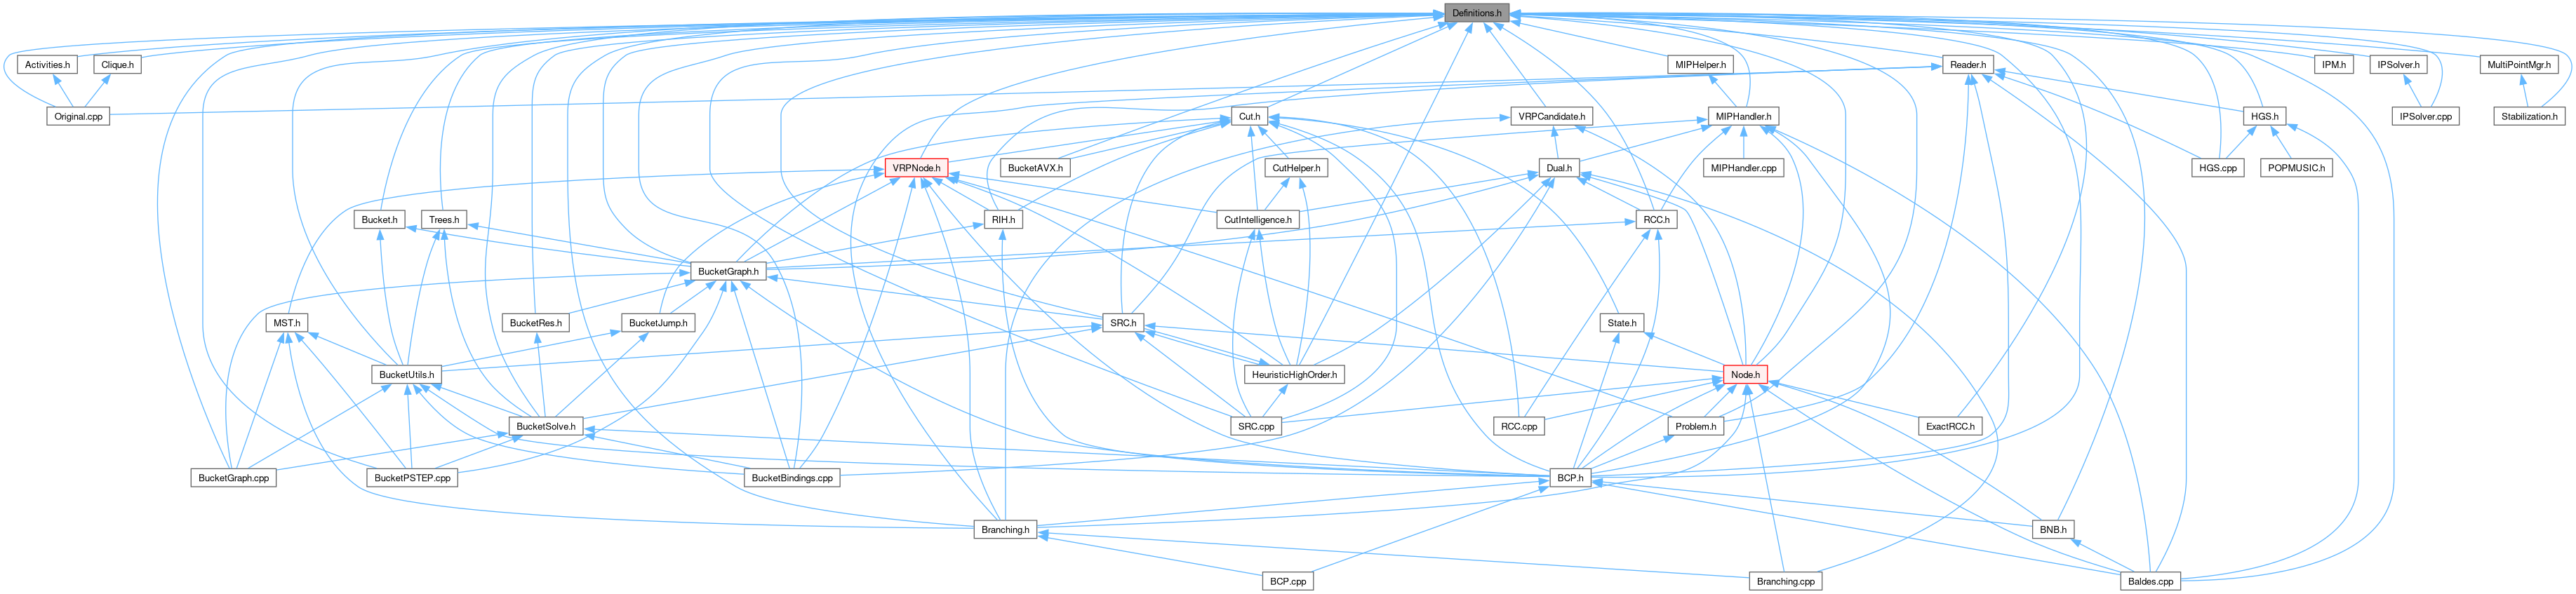 Definitions.h
Activities.h
Clique.h
MIPHelper.h
Reader.h
IPM.h
IPSolver.h
MultiPointMgr.h
Original.cpp
Cut.h
VRPCandidate.h
MIPHandler.h
HGS.h
IPSolver.cpp
Stabilization.h
VRPNode.h
BucketAVX.h
CutHelper.h
Dual.h
MIPHandler.cpp
HGS.cpp
POPMUSIC.h
Bucket.h
Trees.h
RIH.h
CutIntelligence.h
RCC.h
BucketGraph.h
MST.h
BucketRes.h
BucketJump.h
SRC.h
State.h
BucketUtils.h
HeuristicHighOrder.h
Node.h
BucketSolve.h
SRC.cpp
RCC.cpp
Problem.h
ExactRCC.h
BucketGraph.cpp
BucketPSTEP.cpp
BucketBindings.cpp
BCP.h
Branching.h
BNB.h
BCP.cpp
Branching.cpp
Baldes.cpp